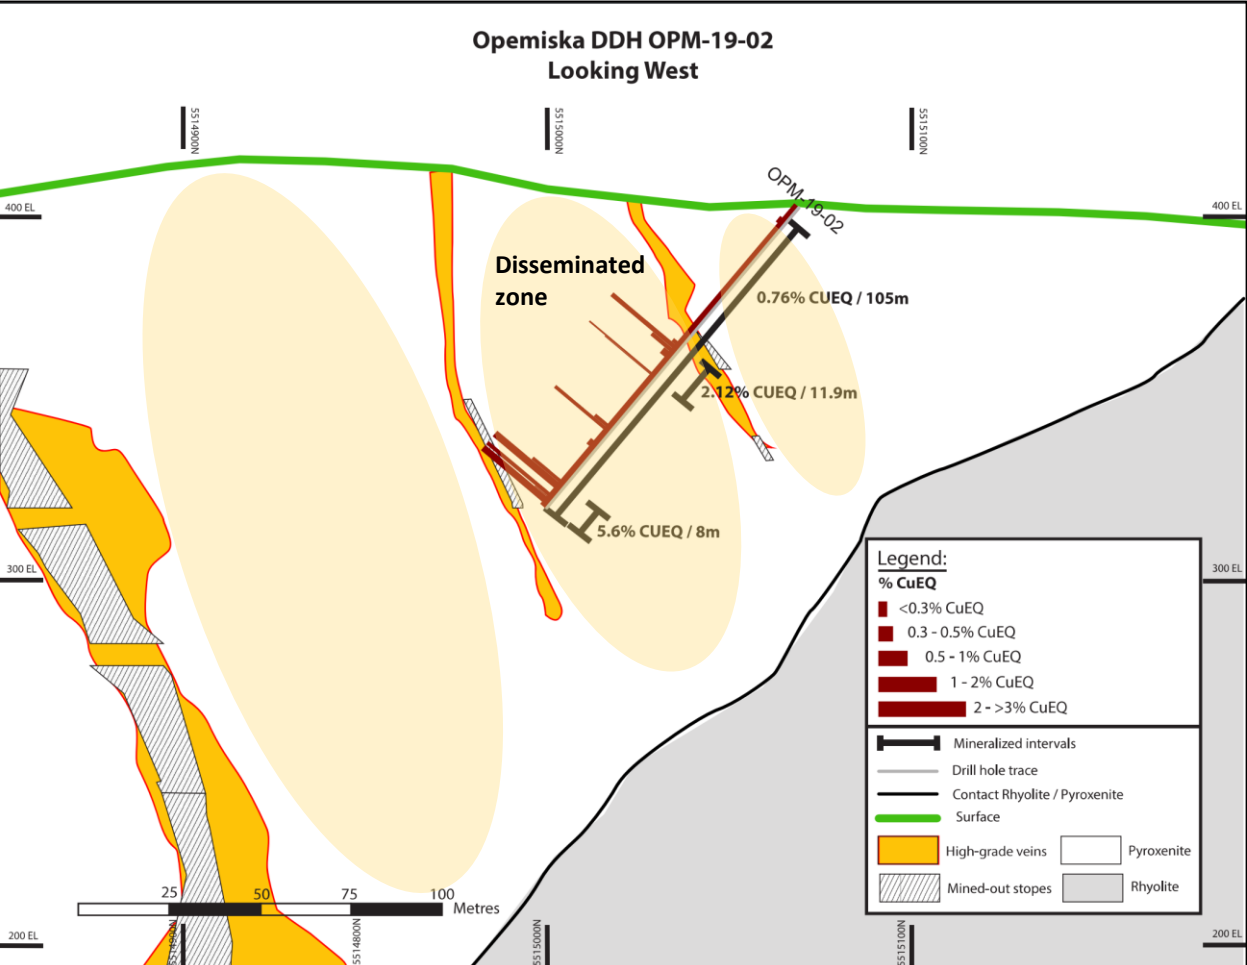 Opemiska DDH OPM-19-02
Looking West
5514900N
5515000N
5515100N
400 EL
400 EL
OPM-19-02
Disseminated
zone
0.76% CUEQ / 105m
2.12% CUEQ / 11.9m
5.6% CUEQ / 8m
300 EL
300 EL
Legend:
% CuEQ
<0.3% CuEQ
0.3 - 0.5% CuEQ
0.5 - 1% CuEQ
1 - 2% CuEQ
2 - >3% CuEQ
Mineralized intervals
Drill hole trace
Contact Rhyolite / Pyroxenite
Surface
High-grade veins
Pyroxenite
Mined-out stopes
Rhyolite
25 50 75 100
Metres
200 EL
200 EL
5514900N
5514800N
5515000N
5515100N